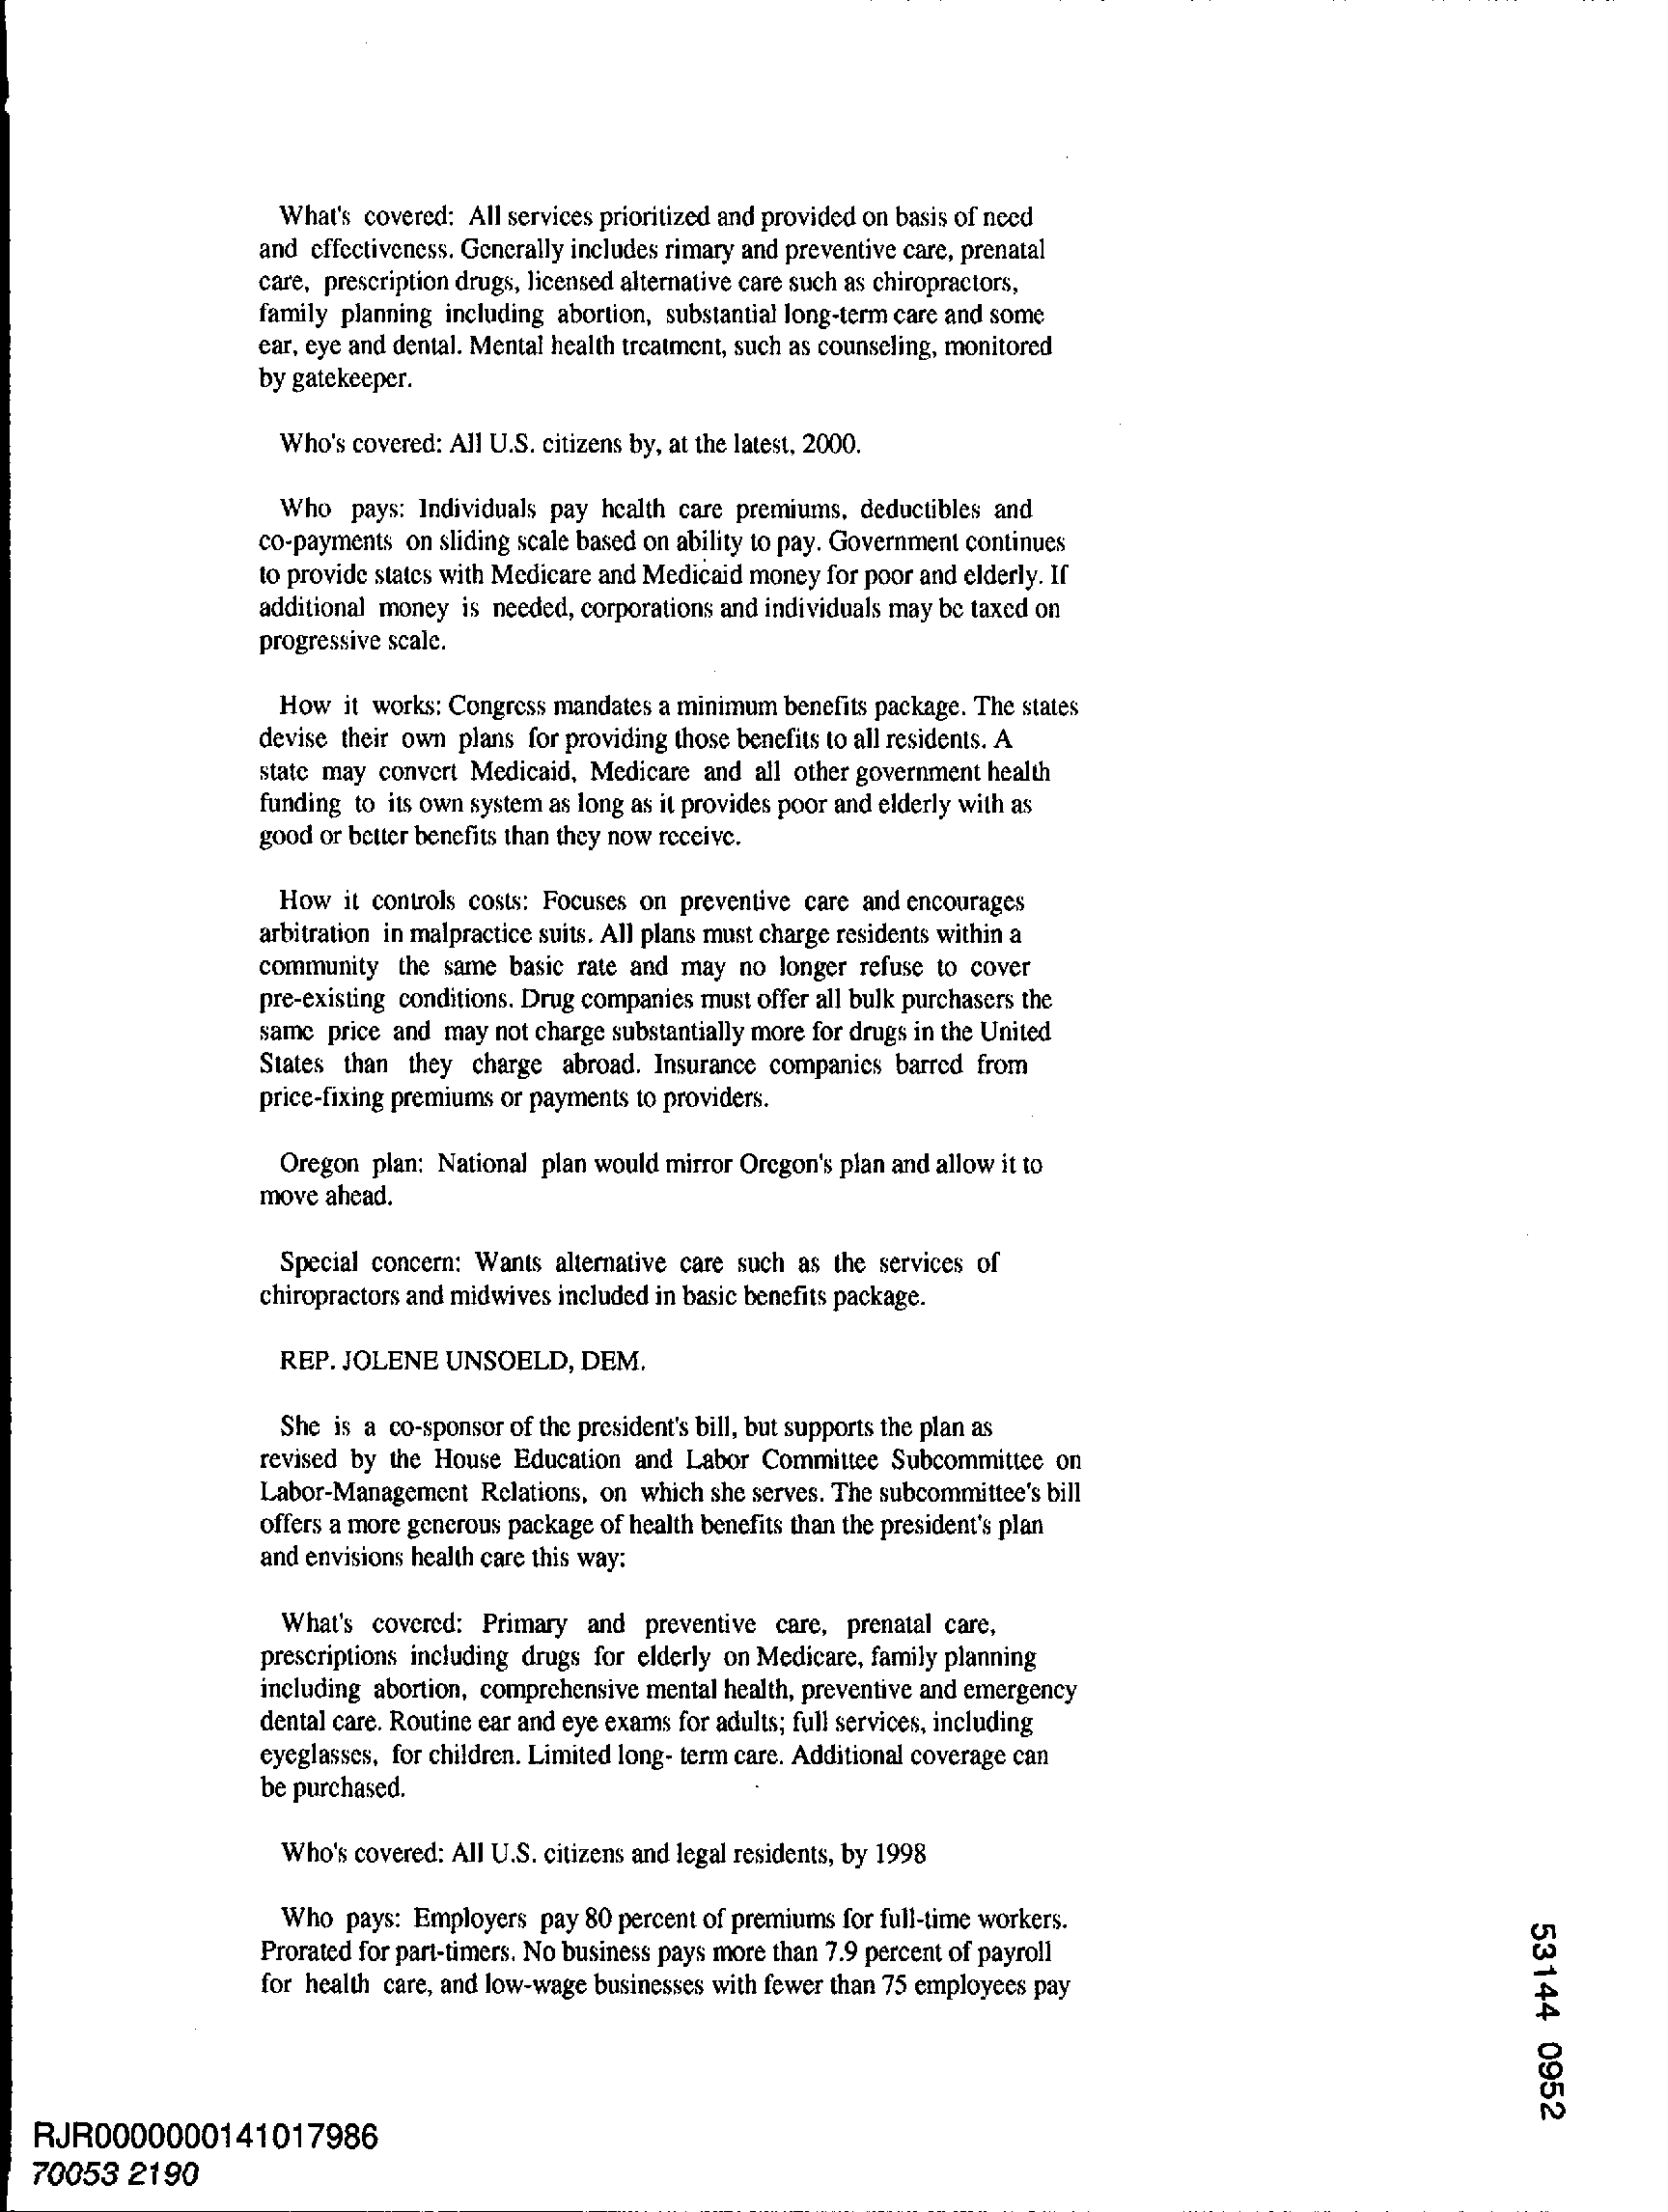 What's covered: All services prioritized and provided on basis of need
and effectiveness. Generally includes rimary and preventive care, prenatal
care, prescription drugs, licensed alternative care such as chiropractors,
family planning including abortion, substantial long-term care and some
ear, eye and dental. Mental health treatment, such as counseling, monitored
by gatekeeper.
Who's covered: All U.S. citizens by, at the latest, 2000.
Who pays: Individuals pay health care premiums, deductibles and
co-payments on sliding scale based on ability to pay. Government continues
to provide states with Medicare and Medicaid money for poor and elderly. If
additional money is needed, corporations and individuals may be taxed on
progressive scale.
How it works: Congress mandates a minimum benefits package. The states
devise their own plans for providing those benefits to all residents. A
state may convert Medicaid, Medicare and all other government health
funding to its own system as long as it provides poor and elderly with as
good or better benefits than they now receive.
How it controls costs: Focuses on preventive care and encourages
arbitration in malpractice suits. All plans must charge residents within a
community the same basic rate and may no longer refuse to cover
pre-existing conditions. Drug companies must offer all bulk purchasers the
same price and may not charge substantially more for drugs in the United
States than they charge abroad. Insurance companies barred from
price-fixing premiums or payments to providers.
Oregon plan: National plan would mirror Oregon's plan and allow it to
move ahead.
Special concern: Wants alternative care such as the services of
chiropractors and midwives included in basic benefits package.
REP. JOLENE UNSOELD, DEM.
She is a co-sponsor of the president's bill, but supports the plan as
revised by the House Education and Labor Committee Subcommittee on
Labor-Management Relations, on which she serves. The subcommittee's bill
offers a more generous package of health benefits than the president's plan
and envisions health care this way:
What's covered: Primary and preventive care, prenatal care,
prescriptions including drugs for elderly on Medicare, family planning
including abortion, comprehensive mental health, preventive and emergency
dental care. Routine ear and eye exams for adults; full services, including
eyeglasses, for children. Limited long- term care. Additional coverage can
be purchased.
Who's covered: All U.S. citizens and legal residents, by 1998
Who pays: Employers pay 80 percent of premiums for full-time workers.
Prorated for part-timers. No business pays more than 7.9 percent of payroll
for health care, and low-wage businesses with fewer than 75 employees pay
53144 0952
RJR0000000141017986
70053 2190